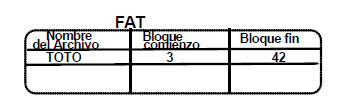 FAT
Nombre del Archivo Bloque comienzo Bloque fin
TOTO 3 42